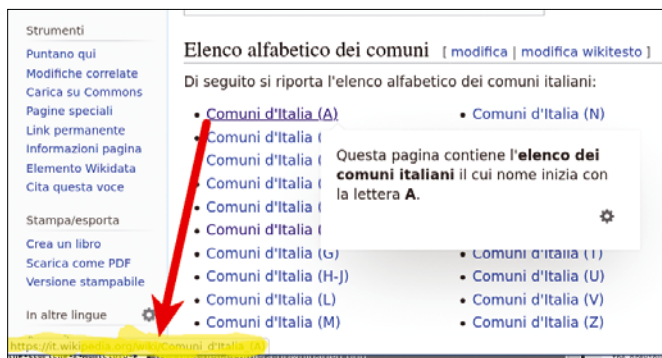 Strumenti
Puntano qui
Modifiche correlate
Carica su Commons
Pagine speciali
Link permanente
Informazioni pagina
Elemento Wikidata
Cita questa voce
Stampa/esporta
Crea un libro
Scarica come PDF
Versione stampabile
In altre lingue
https://it.wikipedia.org/wiki/Comuni_d'Italia_(A)
Elenco alfabetico dei comuni [ modifica | modifica wikitesto ]
Di seguito si riporta l'elenco alfabetico dei comuni italiani:
• Comuni d'Italia (A)
• Comuni d'Italia (
Comuni d'Italia (
• Comuni d'Italia (
• Comuni d'Italia (
• Comuni d'Italia (
• Comuni d'Italia (G)
• Comuni d'Italia (H-J)
• Comuni d'Italia (L)
• Comuni d'Italia (M)
• Comuni d'Italia (N)
Questa pagina contiene l'elenco dei
comuni italiani il cui nome inizia con
la lettera A.
• Comuni d'Italia (T)
• Comuni d'Italia (U)
• Comuni d'Italia (V)
• Comuni d'Italia (Z)